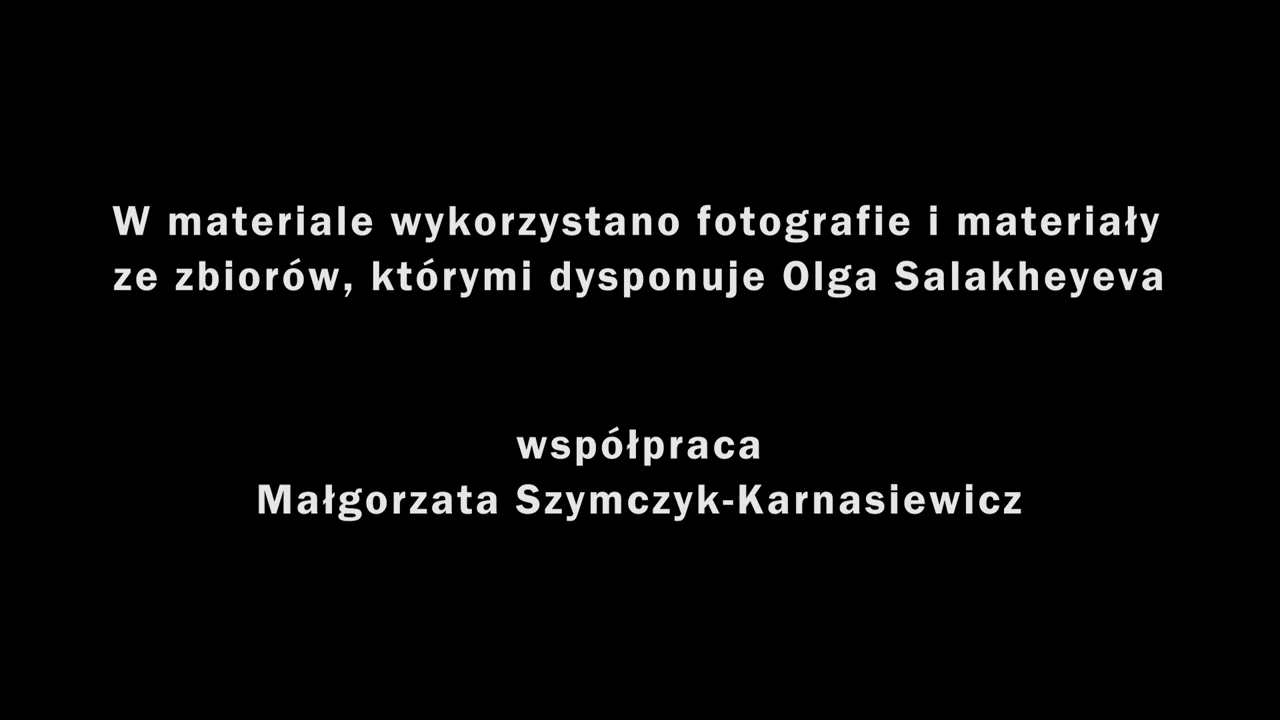 W materiale wykorzystano fotografie i materiały
ze zbiorów, którymi dysponuje Olga Salakheyeva
współpraca
Małgorzata Szymczyk-Karnasiewicz